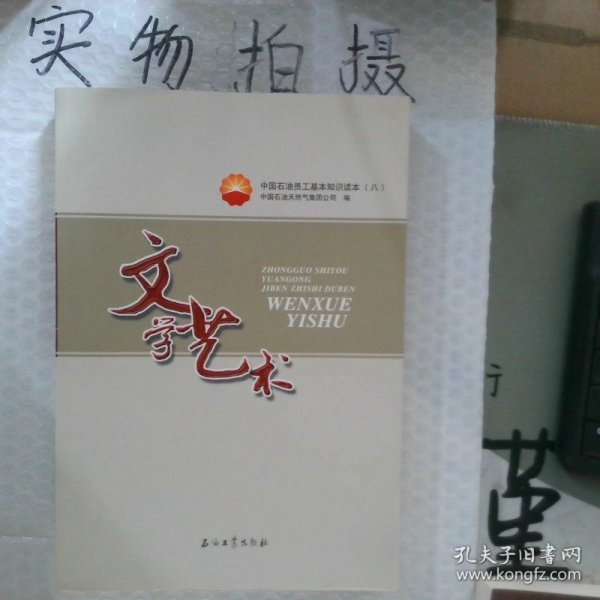 实物拍摄
中国石油员工基本知识读本（八）
中国石油天然气集团公司 编
文学艺术
ZHONGGUO SHIYOU
YUANGONG
JIBEN ZHISHI DUBEN
WENXUE
YISHU
石油工业出版社
孔夫子旧书网
www.kongfz.com